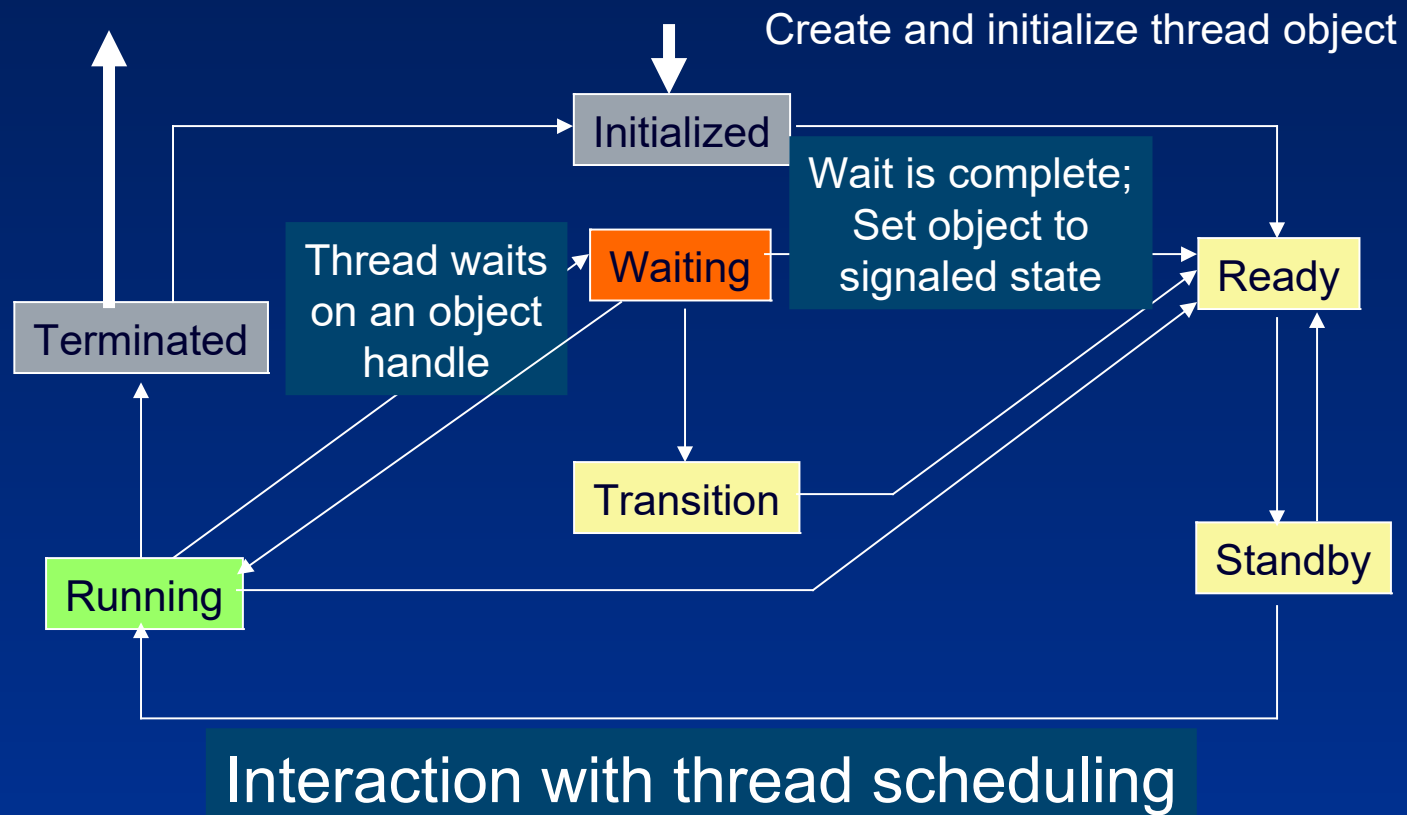 Create and initialize thread object
Initialized
Wait is complete;
Set object to
signaled state
Thread waits
on an object
handle
Waiting
Ready
Terminated
Transition
Standby
Running
Interaction with thread scheduling